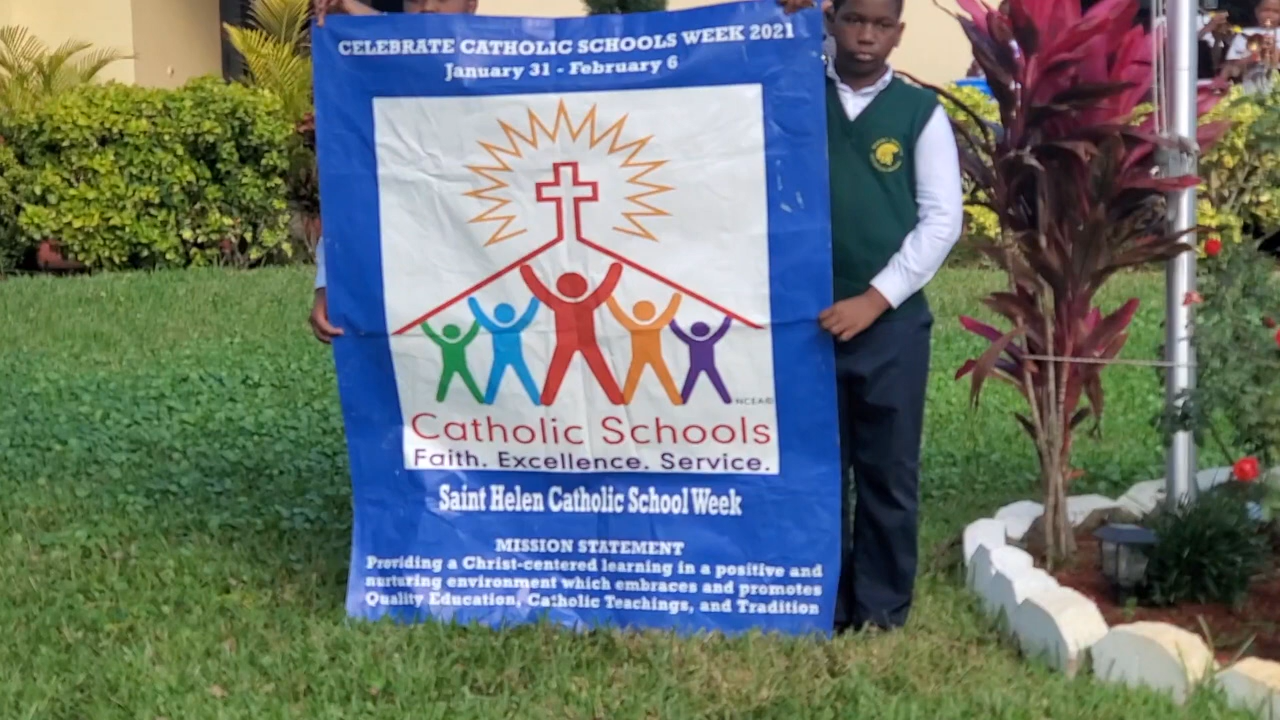 CELEBRATE CATHOLIC SCHOOLS WEEK 2021
January 31 - February 6
NCEA©
Catholic Schools
Faith. Excellence. Service.
Saint Helen Catholic School Week
MISSION STATEMENT
Providing a Christ-centered learning in a positive and
nurturing environment which embraces and promotes
Quality Education, Catholic Teachings, and Tradition